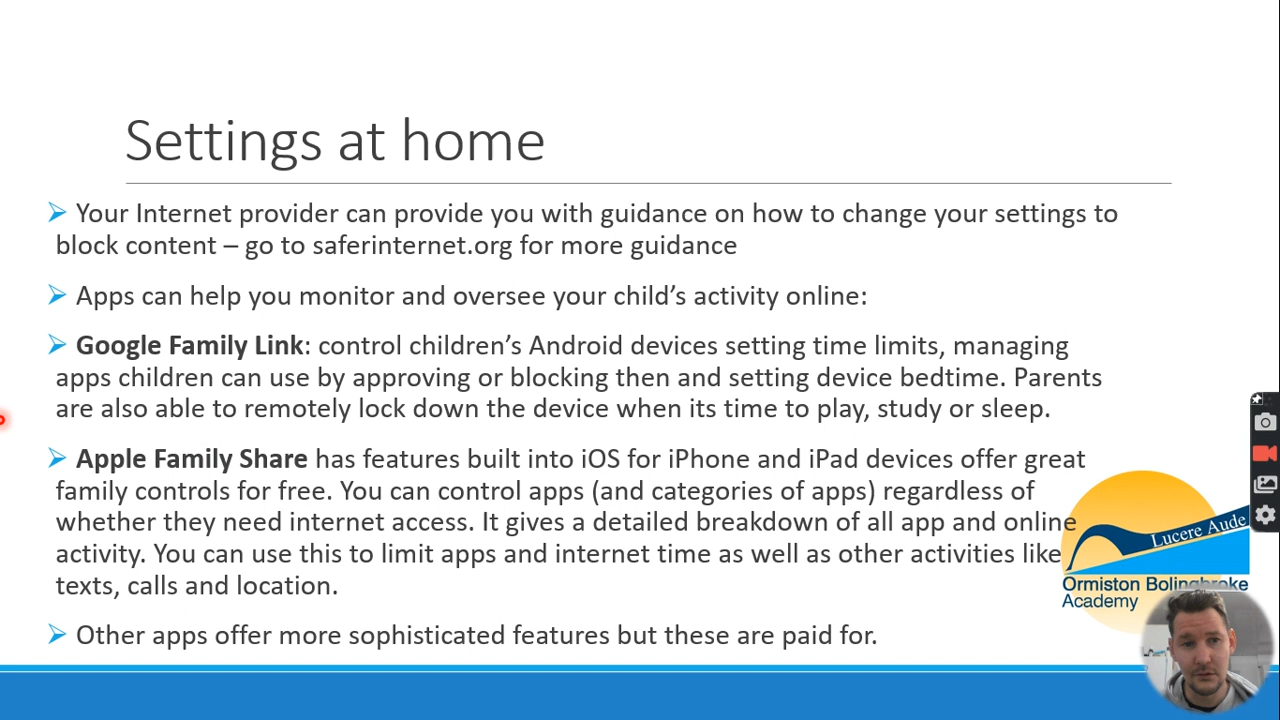 Settings at home
Your Internet provider can provide you with guidance on how to change your settings to
block content – go to saferinternet.org for more guidance
Apps can help you monitor and oversee your child’s activity online:
Google Family Link: control children’s Android devices setting time limits, managing
apps children can use by approving or blocking then and setting device bedtime. Parents
are also able to remotely lock down the device when its time to play, study or sleep.
Apple Family Share has features built into iOS for iPhone and iPad devices offer great
family controls for free. You can control apps (and categories of apps) regardless of
whether they need internet access. It gives a detailed breakdown of all app and online
activity. You can use this to limit apps and internet time as well as other activities like
texts, calls and location.
Other apps offer more sophisticated features but these are paid for.
Lucere Aude
Ormiston Bolingbroke
Academy